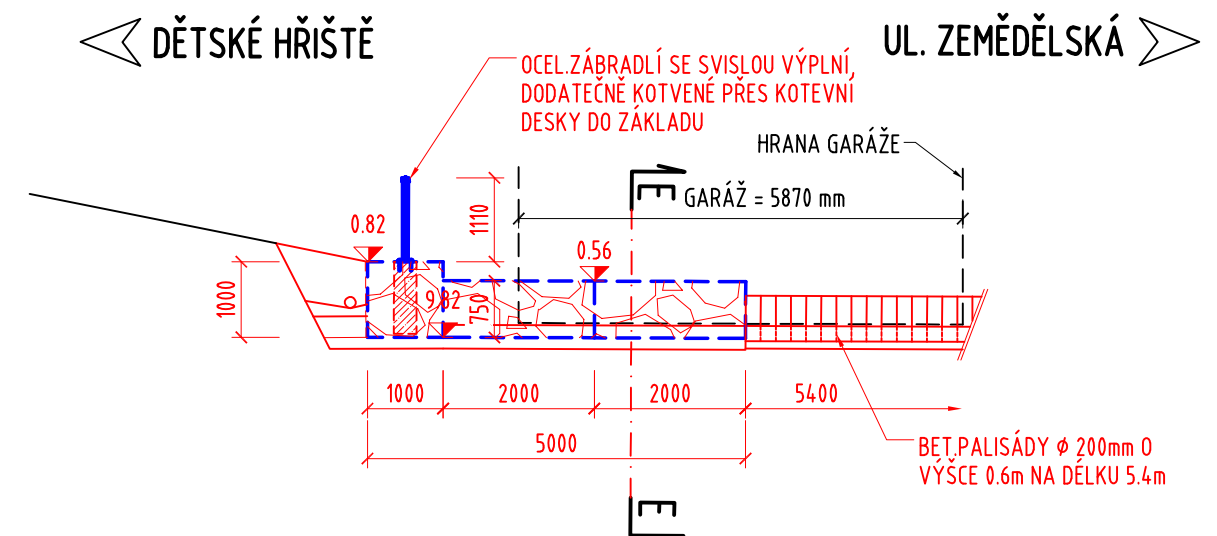 DĚTSKÉ HŘIŠTĚ
UL. ZEMĚDĚLSKÁ
OCEL.ZÁBRADLÍ SE SVISLOU VÝPLNÍ,
DODATEČNĚ KOTVENÉ PŘES KOTEVNÍ
DESKY DO ZÁKLADU
HRANA GARÁŽE
E
GARÁŽ = 5870 mm
1110
0.82
0.56
1000
9.82
750
1000
2000
2000
5400
5000
BET.PALISÁDY ϕ 200mm O
VÝŠCE 0.6m NA DÉLKU 5.4m
E